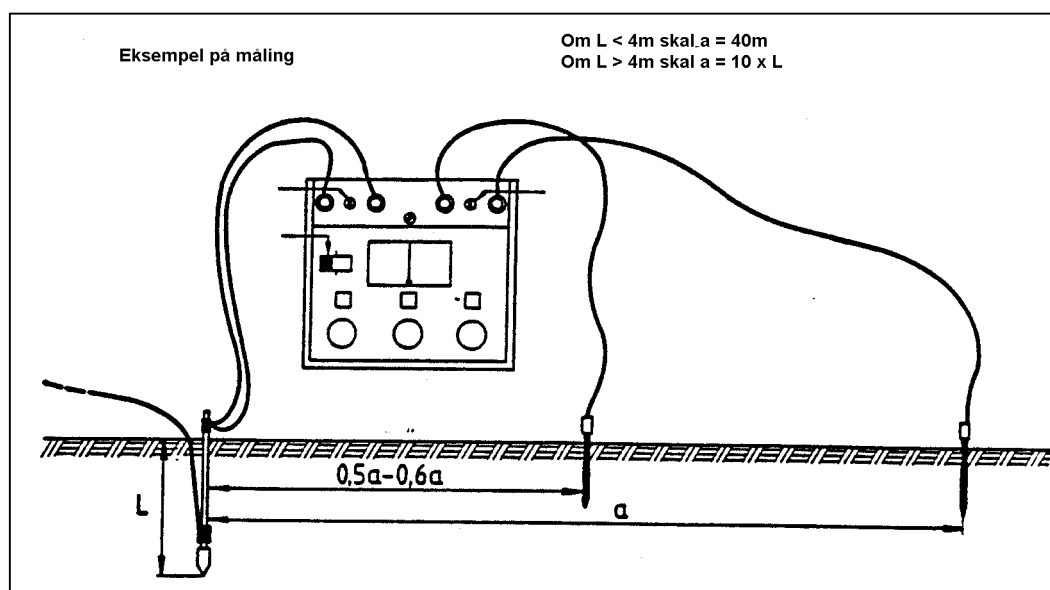 Eksempel på måling
Om L < 4m skal a = 40m
Om L > 4m skal a = 10 x L
0,5a-0,6a
L
a